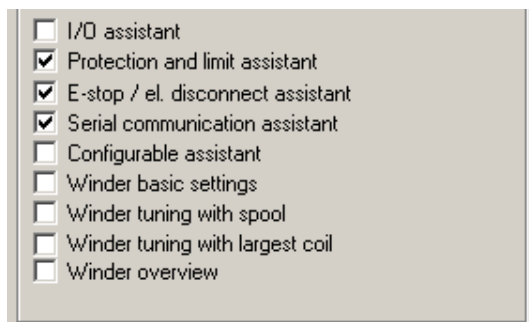 I/O assistant
Protection and limit assistant
E-stop / el. disconnect assistant
Serial communication assistant
Configurable assistant
Winder basic settings
Winder tuning with spool
Winder tuning with largest coil
Winder overview